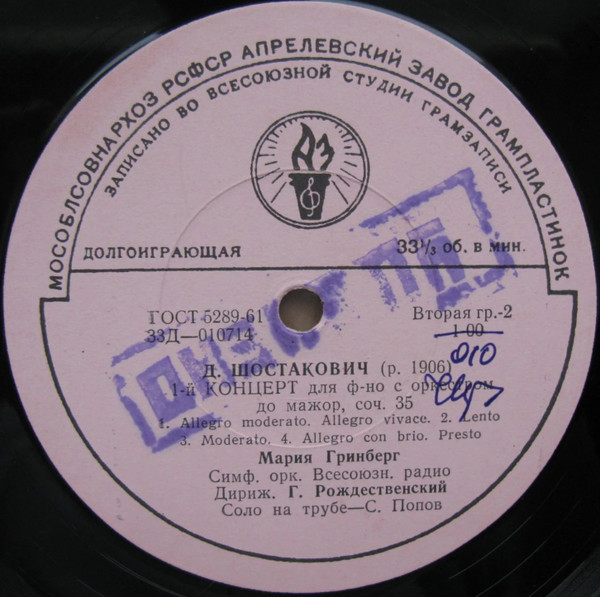 МОСОБЛСОВНАРХОЗ РСФСР АПРЕЛЕВСКИЙ ЗАВОД ГРАМПЛАСТИНОК
ЗАПИСАНО ВО ВСЕСОЮЗНОЙ СТУДИИ ГРАМЗАПИСИ
АЗ
ДОЛГОИГРАЮЩАЯ 33⅓ об. в мин.
ГОСТ 5289-61 Вторая гр.-2
33Д—010714 1-00
010
Д. ШОСТАКОВИЧ (р. 1906)
1-й КОНЦЕРТ для ф-но с оркестром
до мажор, соч. 35
1. Allegro moderato. Allegro vivace. 2. Lento
3. Moderato. 4. Allegro con brio. Presto
Мария Гринберг
Симф. орк. Всесоюзн. радио
Дириж. Г. Рождественский
Соло на трубе—С. Попов